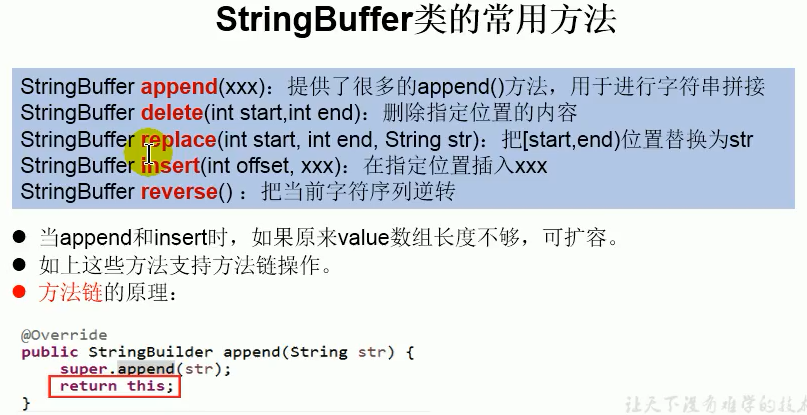 StringBuffer类的常用方法
StringBuffer append(xxx)：提供了很多的append()方法，用于进行字符串拼接
StringBuffer delete(int start,int end)：删除指定位置的内容
StringBuffer replace(int start, int end, String str)：把[start,end)位置替换为str
StringBuffer insert(int offset, xxx)：在指定位置插入xxx
StringBuffer reverse() ：把当前字符序列逆转
● 当append和insert时，如果原来value数组长度不够，可扩容。
● 如上这些方法支持方法链操作。
● 方法链的原理：
@Override
public StringBuilder append(String str) {
super.append(str);
return this;
}
让天下没有难学的技术